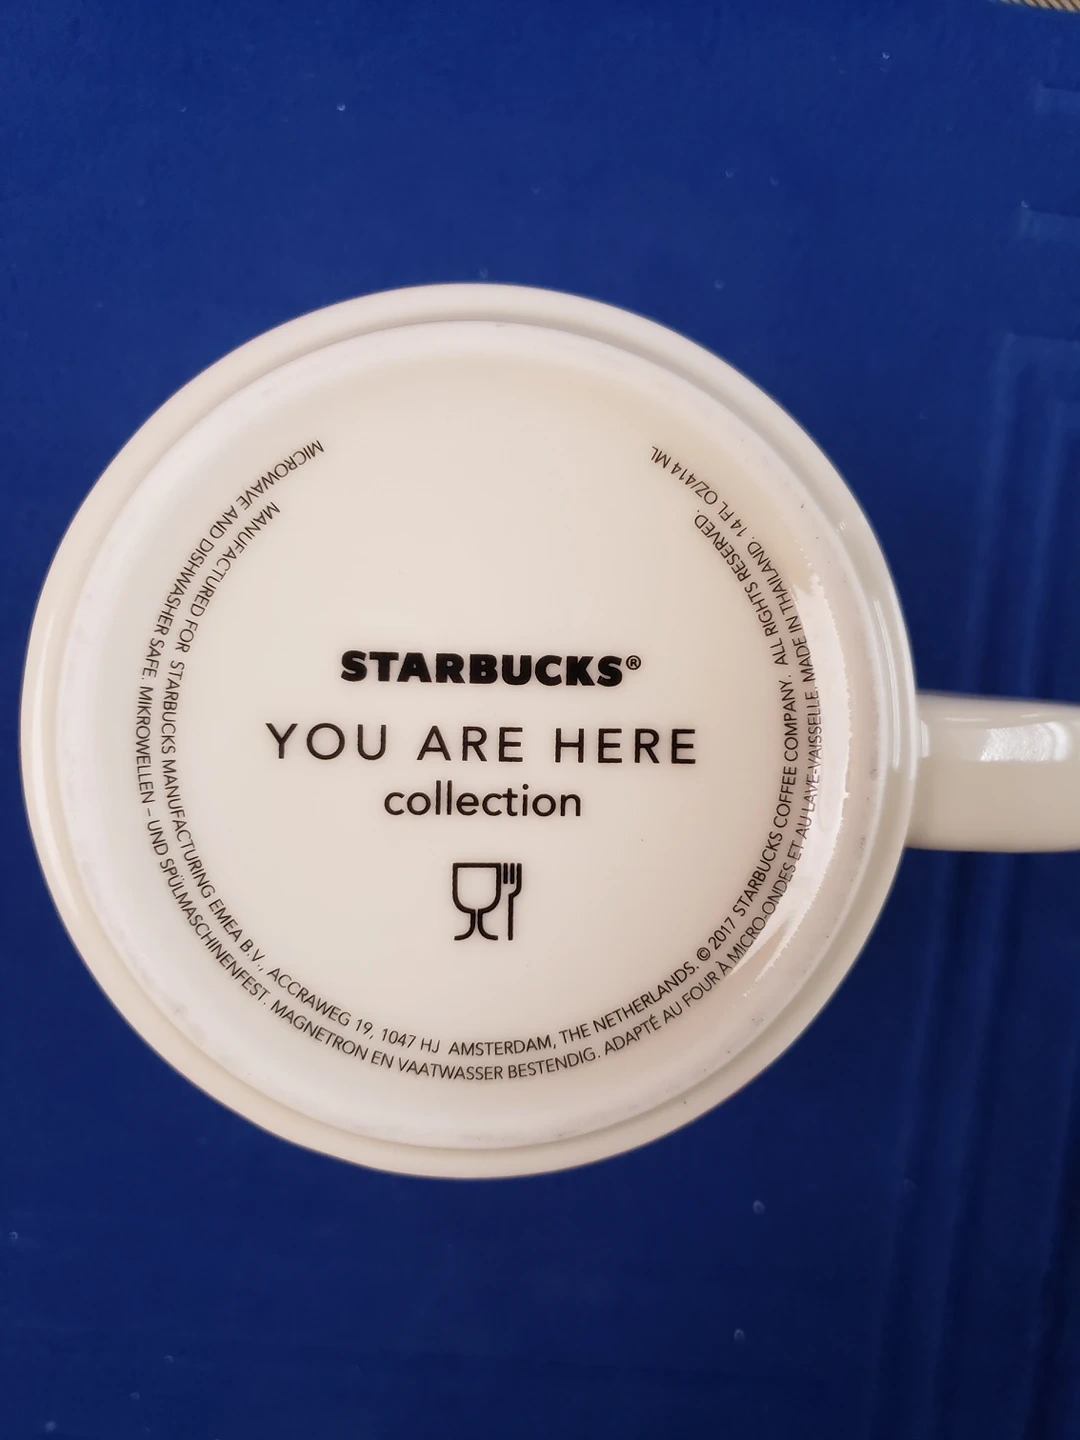 STARBUCKS®
YOU ARE HERE
collection
MICROWAVE AND DISHWASHER SAFE. MIKROWELLEN – UND SPÜLMASCHINENFEST. MAGNETRON EN VAATWASSER BESTENDIG. ADAPTÉ AU FOUR À MICRO-ONDES ET AU LAVE-VAISSELLE. MADE IN THAILAND. 14 FL OZ/414 ML
MANUFACTURED FOR STARBUCKS MANUFACTURING EMEA B.V., ACCRAWEG 19, 1047 HJ AMSTERDAM, THE NETHERLANDS. © 2017 STARBUCKS COFFEE COMPANY. ALL RIGHTS RESERVED.